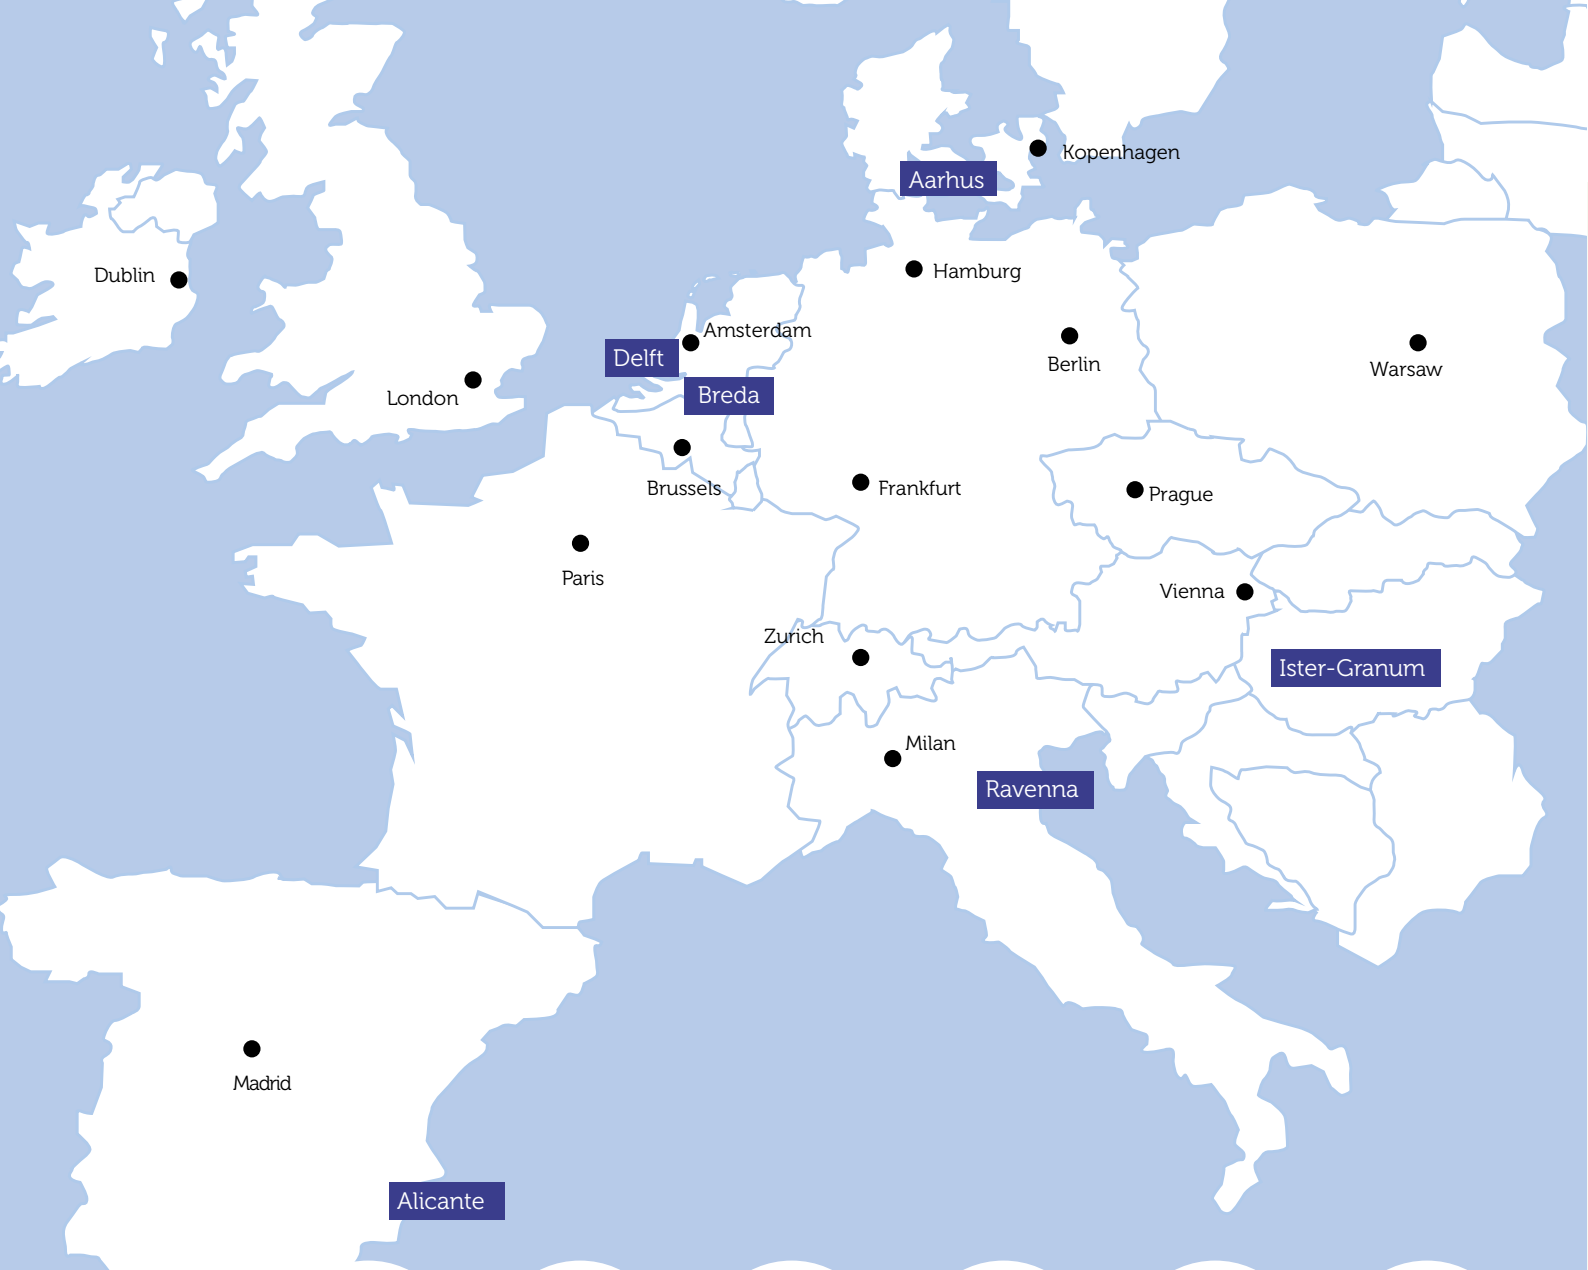 Kopenhagen
Aarhus
Hamburg
Dublin
Amsterdam
Delft
Berlin
Warsaw
Breda
London
Brussels
Frankfurt
Prague
Paris
Vienna
Zurich
Ister-Granum
Milan
Ravenna
Madrid
Alicante